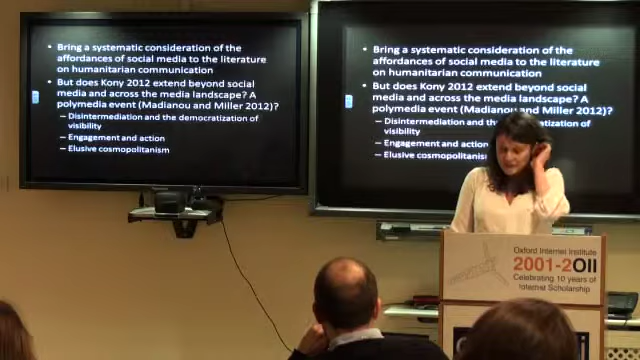 • Bring a systematic consideration of the
affordances of social media to the literature
on humanitarian communication
• But does Kony 2012 extend beyond social
media and across the media landscape? A
polymedia event (Madianou and Miller 2012)?
– Disintermediation and the democratization of
visibility
– Engagement and action
– Elusive cosmopolitanism
• Bring a systematic consideration of the
affordances of social media to the literature
on humanitarian communication
• But does Kony 2012 extend beyond social
media and across the media landscape? A
polymedia event (Madianou and Miller 2012)?
– Disintermediation and the democratization of
visibility
– Engagement and action
– Elusive cosmopolitanism
Oxford Internet Institute
2001-2OII
Celebrating 10 years of
Internet Scholarship